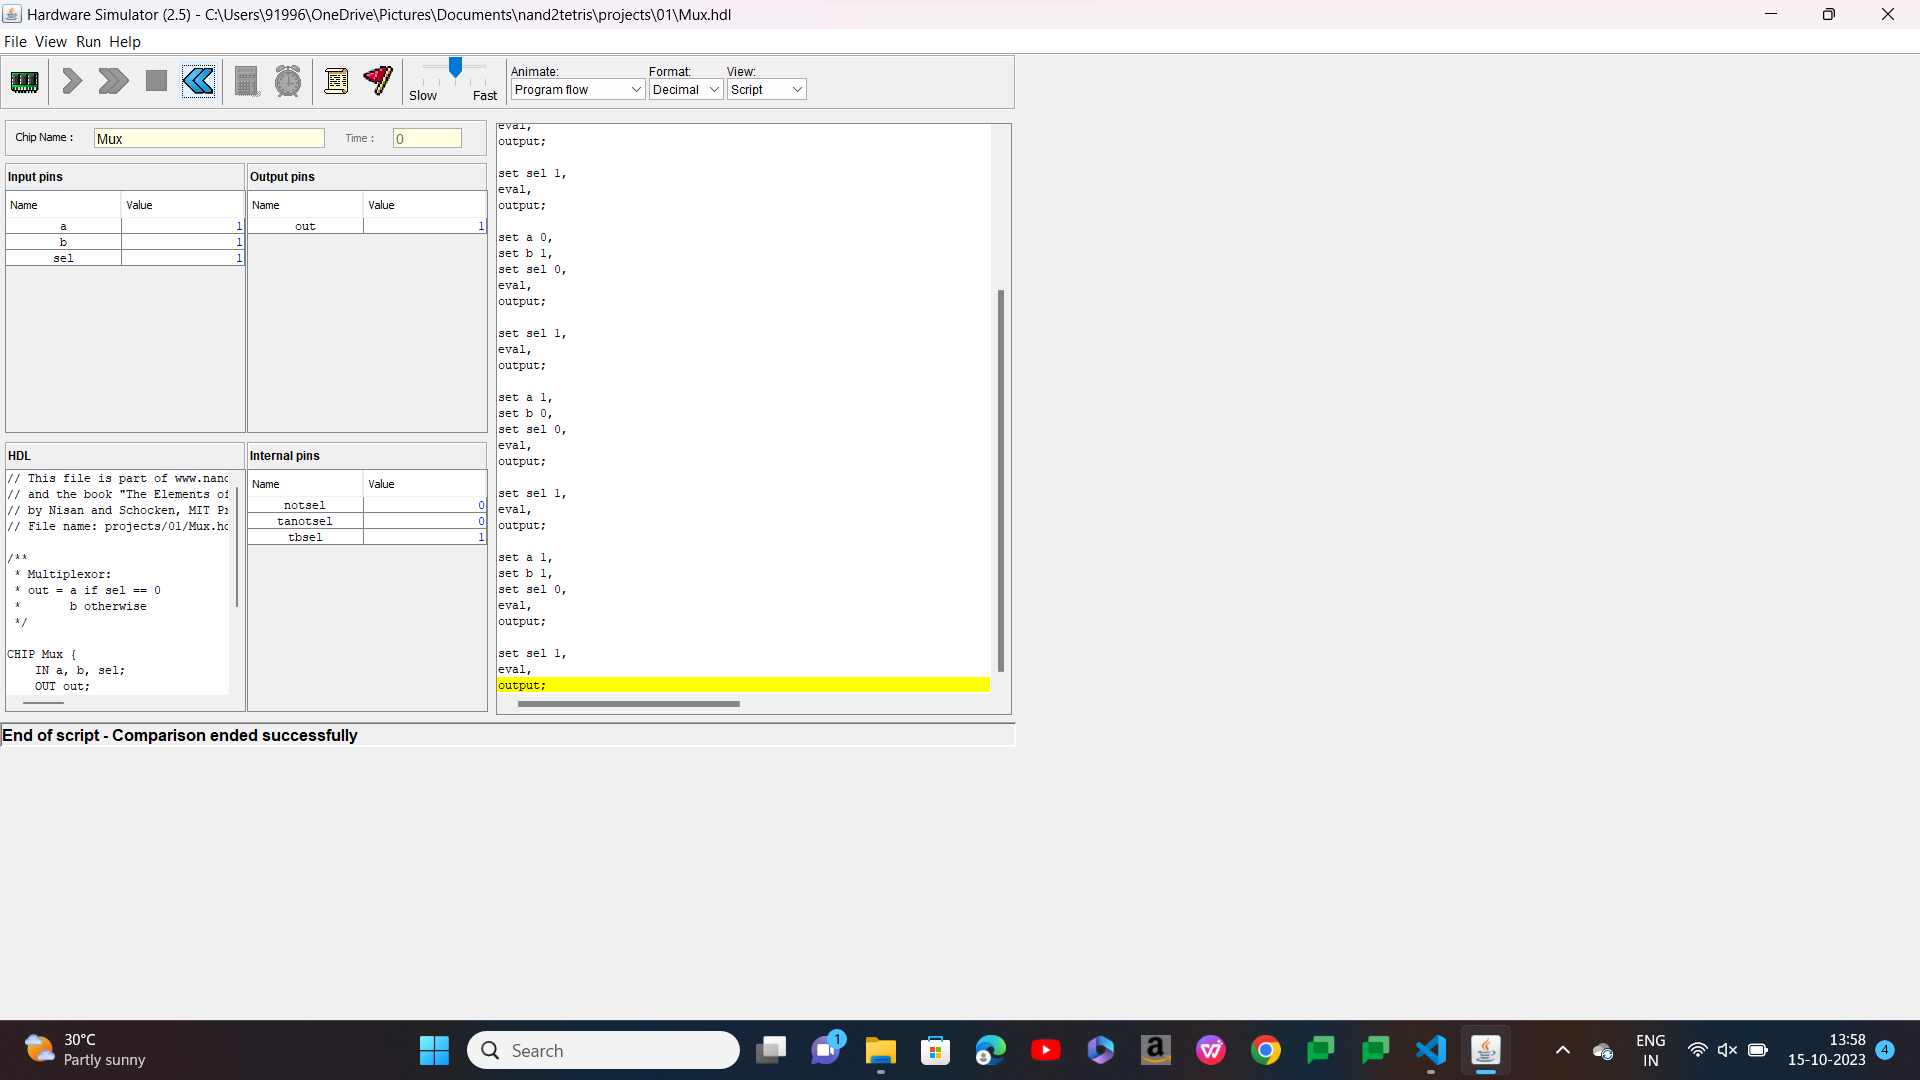 Hardware Simulator (2.5) - C:\Users\91996\OneDrive\Pictures\Documents\nand2tetris\projects\01\Mux.hdl
File View Run Help
Slow Fast
Animate: Format: View:
Program flow Decimal Script
Chip Name : Mux Time : 0
Input pins
Name Value
a 1
b 1
sel 1
Output pins
Name Value
out 1
HDL
// This file is part of www.nand
// and the book "The Elements of
// by Nisan and Schocken, MIT Pr
// File name: projects/01/Mux.hd
/**
* Multiplexor:
* out = a if sel == 0
* b otherwise
*/
CHIP Mux {
IN a, b, sel;
OUT out;
Internal pins
Name Value
notsel 0
tanotsel 0
tbsel 1
eval,
output;
set sel 1,
eval,
output;
set a 0,
set b 1,
set sel 0,
eval,
output;
set sel 1,
eval,
output;
set a 1,
set b 0,
set sel 0,
eval,
output;
set sel 1,
eval,
output;
set a 1,
set b 1,
set sel 0,
eval,
output;
set sel 1,
eval,
output;
End of script - Comparison ended successfully
30°C
Partly sunny
Search
1
a
ENG
IN
13:58
15-10-2023
4